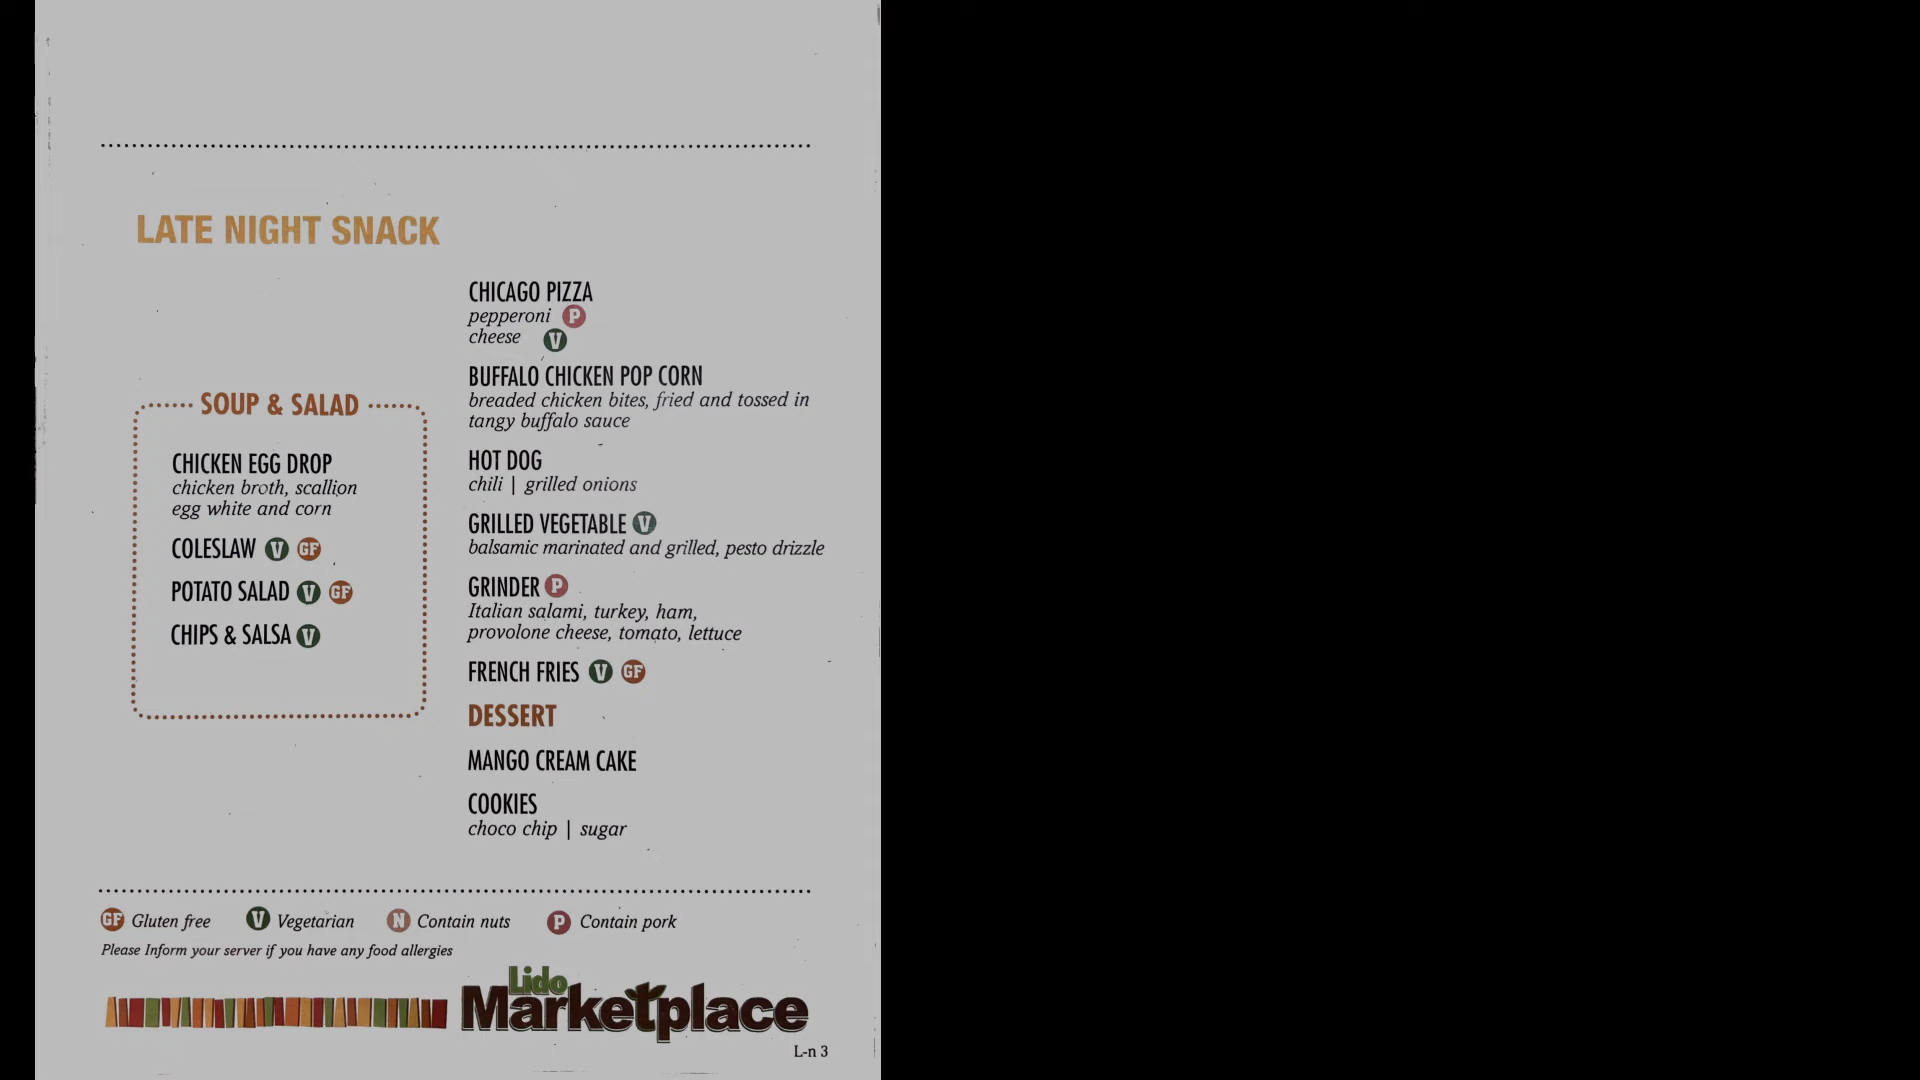 LATE NIGHT SNACK
SOUP & SALAD
CHICKEN EGG DROP
chicken broth, scallion
egg white and corn
COLESLAW V GF
POTATO SALAD V GF
CHIPS & SALSA V
CHICAGO PIZZA
pepperoni P
cheese V
BUFFALO CHICKEN POP CORN
breaded chicken bites, fried and tossed in
tangy buffalo sauce
HOT DOG
chili | grilled onions
GRILLED VEGETABLE V
balsamic marinated and grilled, pesto drizzle
GRINDER P
Italian salami, turkey, ham,
provolone cheese, tomato, lettuce
FRENCH FRIES V GF
DESSERT
MANGO CREAM CAKE
COOKIES
choco chip | sugar
GF Gluten free V Vegetarian N Contain nuts P Contain pork
Please Inform your server if you have any food allergies
Lido
Marketplace
L-n 3